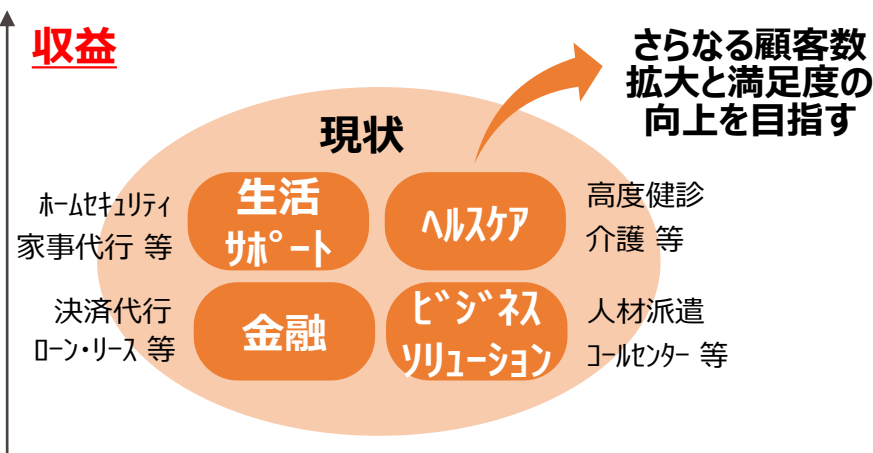 収益
さらなる顧客数
拡大と満足度の
向上を目指す
現状
ﾎｰﾑｾｷｭﾘﾃｨ
家事代行 等
生活
ｻﾎﾟｰﾄ
ﾍﾙｽｹｱ
高度健診
介護 等
決済代行
ﾛｰﾝ・ﾘｰｽ 等
金融
ﾋﾞｼﾞﾈｽ
ｿﾘｭｰｼｮﾝ
人材派遣
ｺｰﾙｾﾝﾀｰ 等